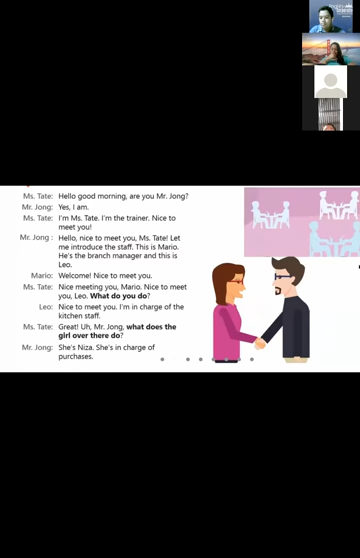 Ms. Tate: Hello good morning, are you Mr. Jong?
Mr. Jong: Yes, I am.
Ms. Tate: I'm Ms. Tate. I'm the trainer. Nice to
meet you!
Mr. Jong : Hello, nice to meet you, Ms. Tate! Let
me introduce the staff. This is Mario.
He's the branch manager and this is
Leo.
Mario: Welcome! Nice to meet you.
Ms. Tate: Nice meeting you, Mario. Nice to meet
you, Leo. What do you do?
Leo: Nice to meet you. I'm in charge of the
kitchen staff.
Ms. Tate: Great! Uh, Mr. Jong, what does the
girl over there do?
Mr. Jong: She's Niza. She's in charge of
purchases.